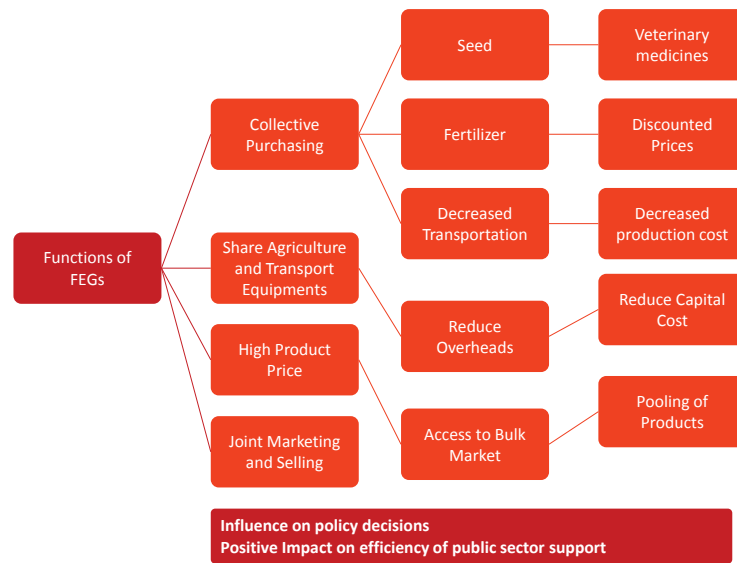 Functions of
FEGs
Collective
Purchasing
Share Agriculture
and Transport
Equipments
High Product
Price
Joint Marketing
and Selling
Seed
Fertilizer
Decreased
Transportation
Reduce
Overheads
Access to Bulk
Market
Veterinary
medicines
Discounted
Prices
Decreased
production cost
Reduce Capital
Cost
Pooling of
Products
Influence on policy decisions
Positive Impact on efficiency of public sector support